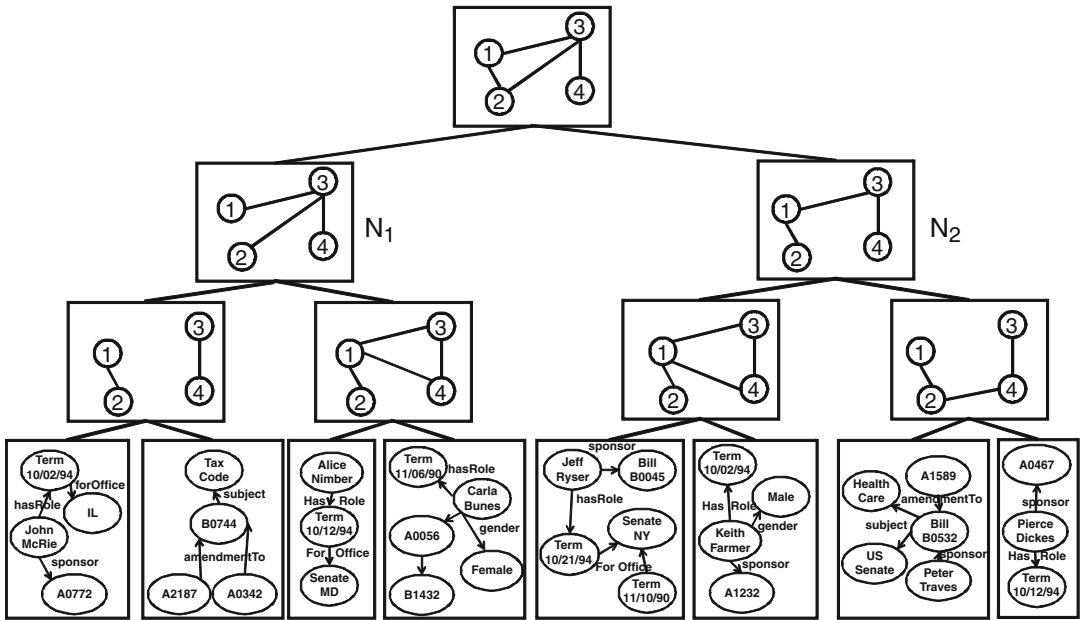 3
1
2
4
3
1
2
4
N1
3
1
2
4
N2
3
1
2
4
3
1
2
4
3
1
2
4
3
1
2
4
Term
10/02/94
forOffice
hasRole
IL
John
McRie
sponsor
A0772
Tax
Code
subject
B0744
amendmentTo
A2187
A0342
Alice
Nimber
Has Role
Term
10/12/94
For Office
Senate
MD
Term
11/06/90
hasRole
Carla
Bunes
A0056
gender
Female
B1432
sponsor
Jeff
Ryser
Bill
B0045
hasRole
Senate
NY
Term
10/21/94
For Office
Term
11/10/90
Term
10/02/94
Male
Has Role
gender
Keith
Farmer
sponsor
A1232
A1589
Health
Care
amendmentTo
subject
Bill
B0532
US
Senate
sponsor
Peter
Traves
A0467
sponsor
Pierce
Dickes
Has Role
Term
10/12/94